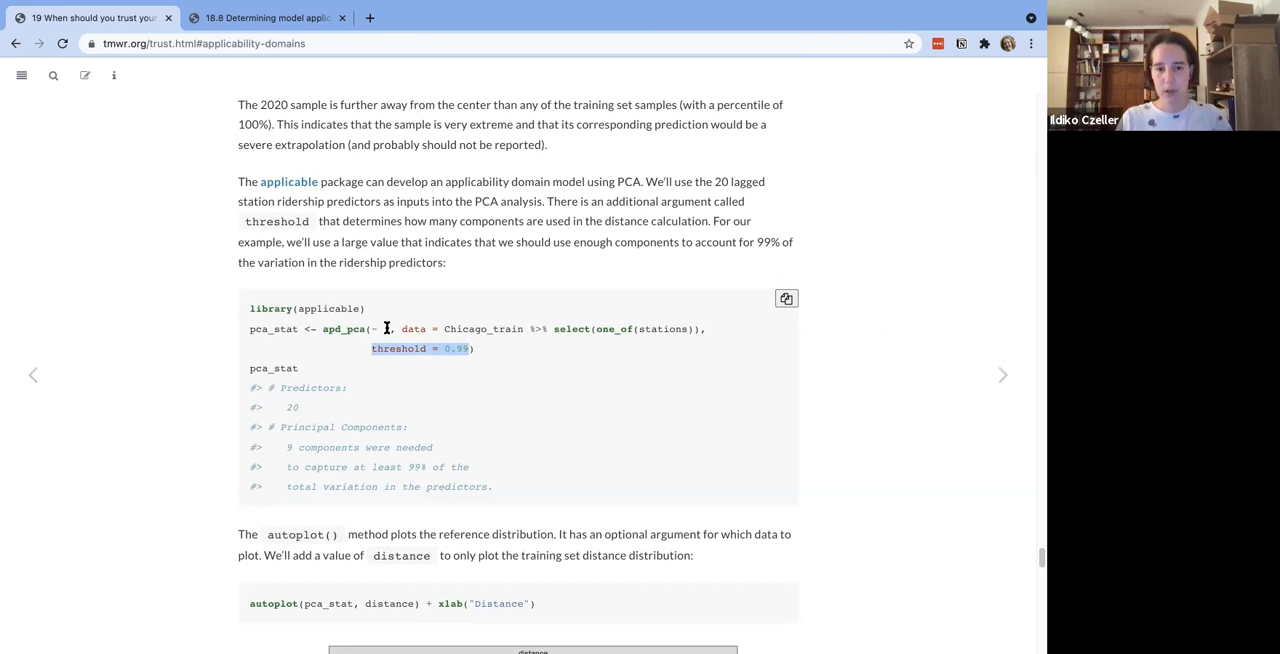 19 When should you trust your
18.8 Determining model applic
tmwr.org/trust.html#applicability-domains
The 2020 sample is further away from the center than any of the training set samples (with a percentile of
100%). This indicates that the sample is very extreme and that its corresponding prediction would be a
severe extrapolation (and probably should not be reported).
The applicable package can develop an applicability domain model using PCA. We'll use the 20 lagged
station ridership predictors as inputs into the PCA analysis. There is an additional argument called
threshold that determines how many components are used in the distance calculation. For our
example, we'll use a large value that indicates that we should use enough components to account for 99% of
the variation in the ridership predictors:
library(applicable)
pca_stat <- apd_pca(~ , data = Chicago_train %>% select(one_of(stations)),
threshold = 0.99)
pca_stat
#> # Predictors:
#> 20
#> # Principal Components:
#> 9 components were needed
#> to capture at least 99% of the
#> total variation in the predictors.
The autoplot() method plots the reference distribution. It has an optional argument for which data to
plot. We'll add a value of distance to only plot the training set distance distribution:
autoplot(pca_stat, distance) + xlab("Distance")
distance
Ildiko Czeller